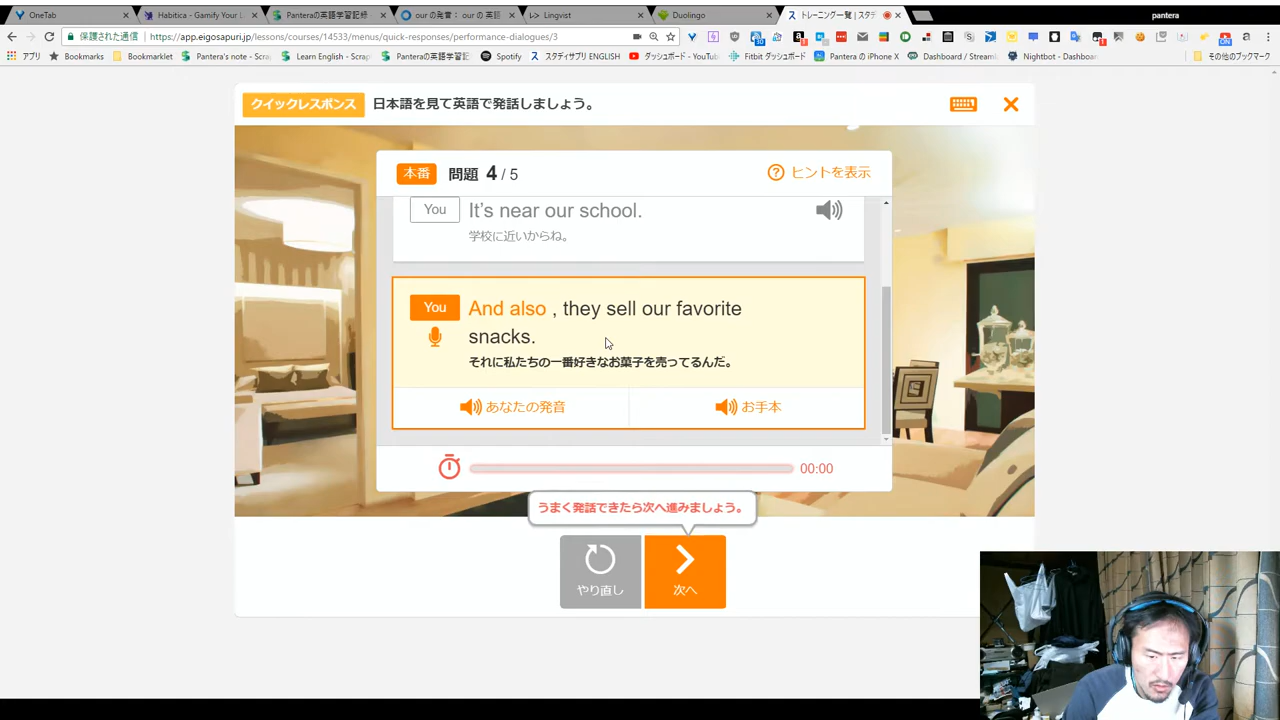 OneTab
Habitica - Gamify Your L
Panteraの英語学習記録 -
our の発音： our の 英語
Lingvist
Duolingo
トレーニング一覧 | スタデ
pantera
保護された通信
https://app.eigosapuri.jp/lessons/courses/14533/menus/quick-responses/performance-dialogues/3
アプリ
Bookmarks
Bookmarklet
Pantera's note - Scra
Learn English - Scrap
Panteraの英語学習記
Spotify
スタディサプリ ENGLISH
ダッシュボード - YouTu
Fitbit ダッシュボード
Pantera の iPhone X
Dashboard / Streaml
Nightbot - Dashboa
その他のブックマーク
クイックレスポンス
日本語を見て英語で発話しましょう。
本番
問題 4 / 5
ヒントを表示
You
It's near our school.
学校に近いからね。
You
And also , they sell our favorite
snacks.
それに私たちの一番好きなお菓子を売ってるんだ。
あなたの発音
お手本
00:00
うまく発話できたら次へ進みましょう。
やり直し
次へ